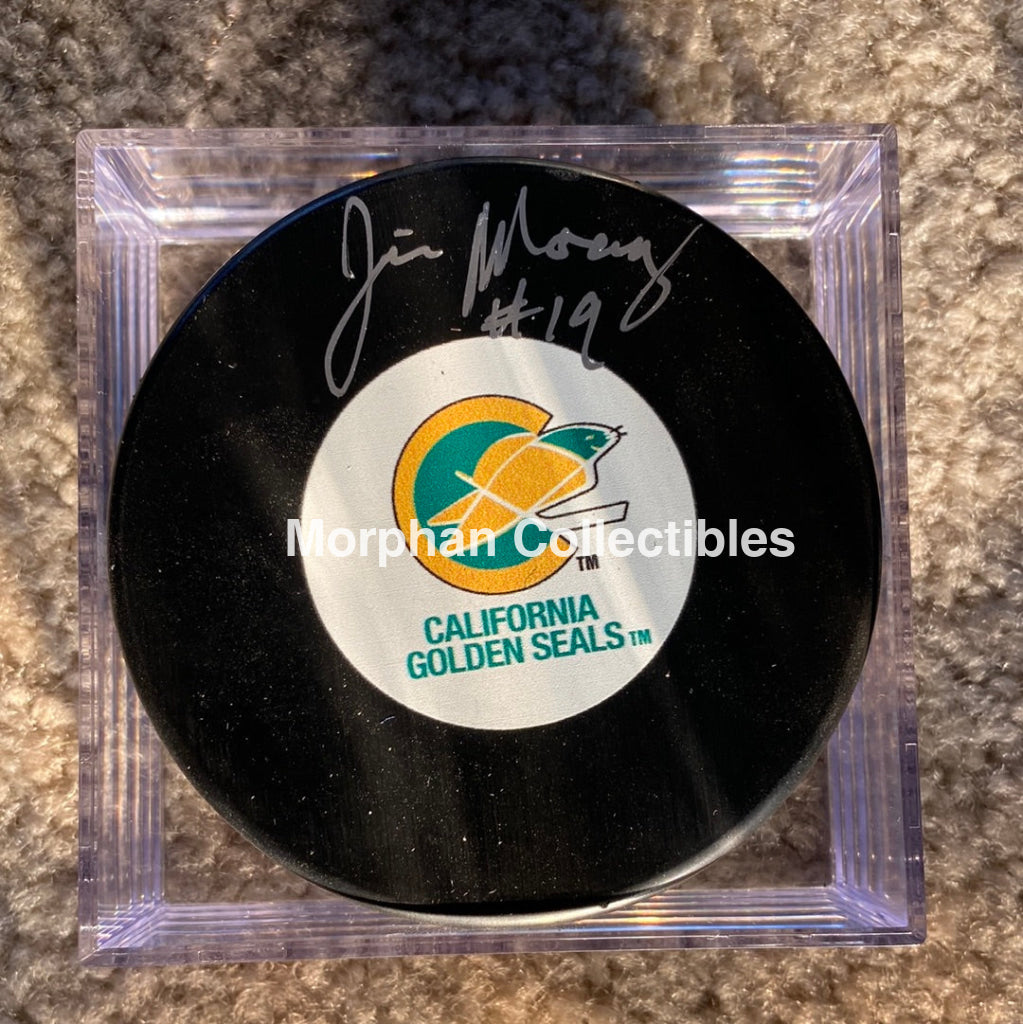 Jim Moxey
#19
Morphan Collectibles
TM
CALIFORNIA
GOLDEN SEALS TM